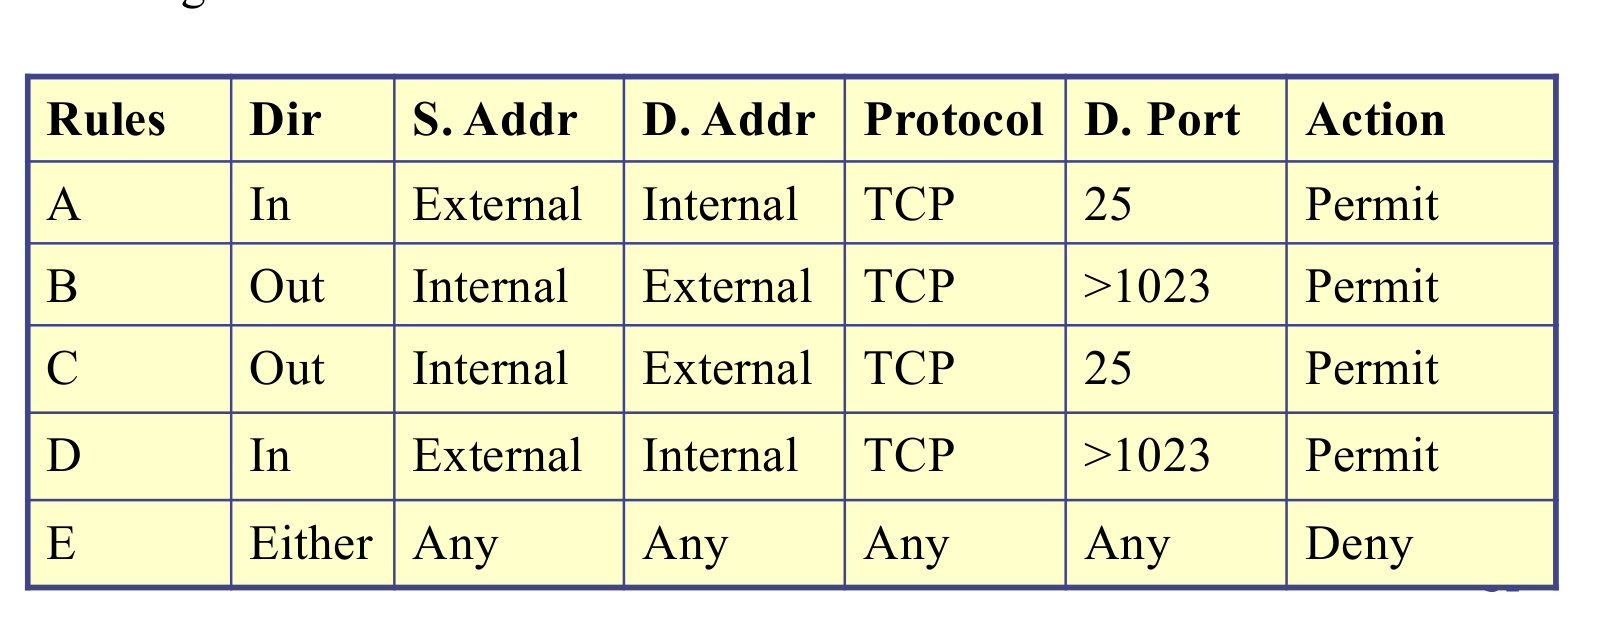 Rules Dir S. Addr D. Addr Protocol D. Port Action
A In External Internal TCP 25 Permit
B Out Internal External TCP >1023 Permit
C Out Internal External TCP 25 Permit
D In External Internal TCP >1023 Permit
E Either Any Any Any Any Deny